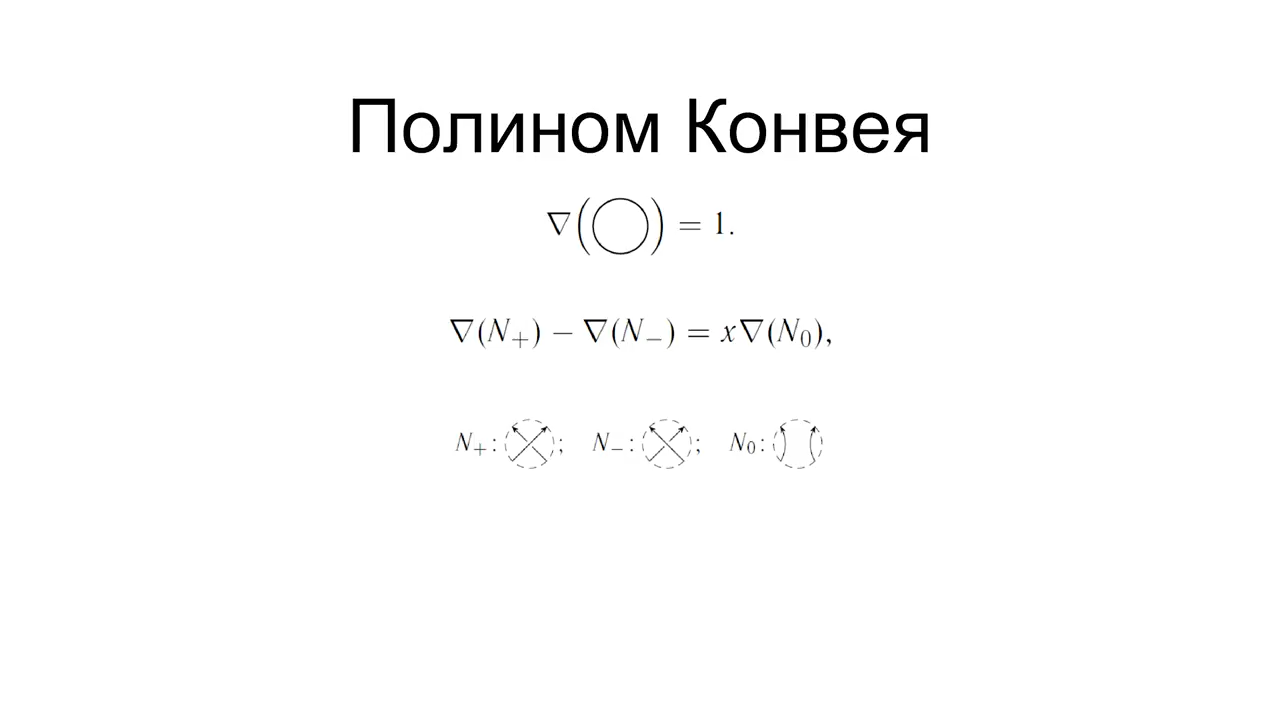 Полином Конвея
∇(◯) = 1.
∇(N₊) − ∇(N₋) = x∇(N₀),
N₊: ; N₋: ; N₀: